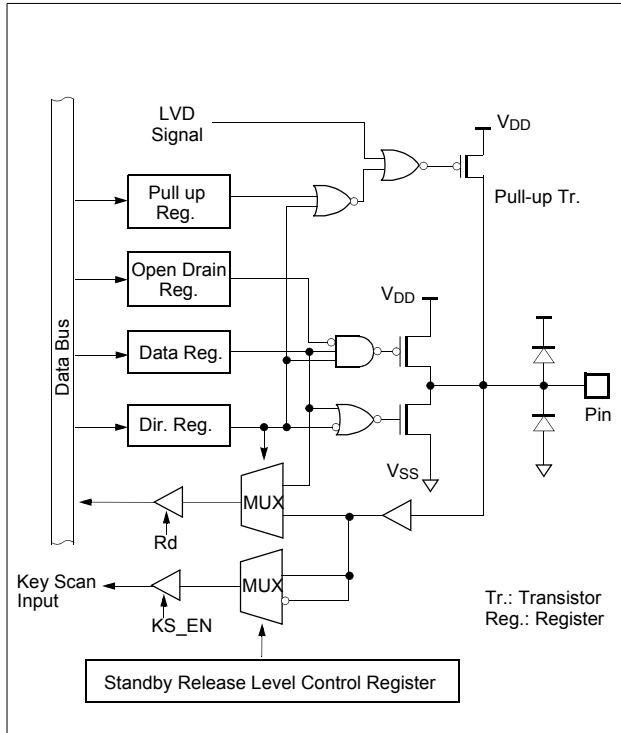 LVD
Signal
VDD
Pull up
Reg.
Pull-up Tr.
Open Drain
Reg.
VDD
Data Bus
Data Reg.
Dir. Reg.
Pin
VSS
MUX
Rd
Key Scan
Input
MUX
KS_EN
Tr.: Transistor
Reg.: Register
Standby Release Level Control Register